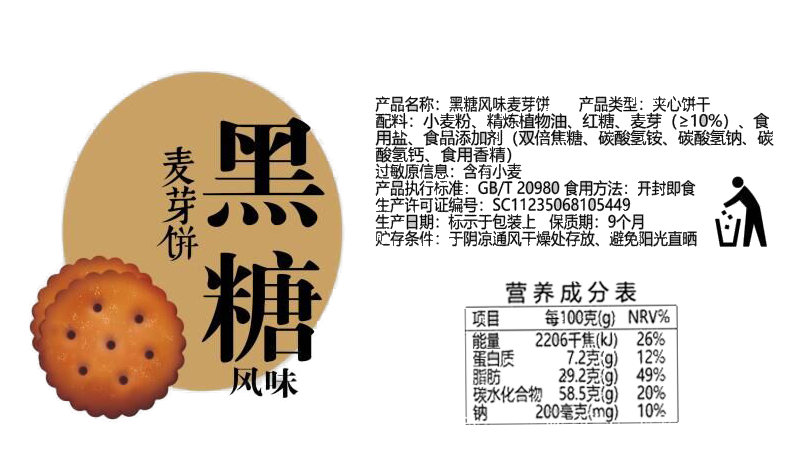 黑糖
麦芽饼
风味
产品名称：黑糖风味麦芽饼 产品类型：夹心饼干
配料：小麦粉、精炼植物油、红糖、麦芽（≥10%）、食
用盐、食品添加剂（双倍焦糖、碳酸氢铵、碳酸氢钠、碳
酸氢钙、食用香精）
过敏原信息：含有小麦
产品执行标准：GB/T 20980 食用方法：开封即食
生产许可证编号：SC11235068105449
生产日期：标示于包装上 保质期：9个月
贮存条件：于阴凉通风干燥处存放、避免阳光直晒
营养成分表
项目 每100克(g) NRV%
能量 2206千焦(kJ) 26%
蛋白质 7.2克(g) 12%
脂肪 29.2克(g) 49%
碳水化合物 58.5克(g) 20%
钠 200毫克(mg) 10%